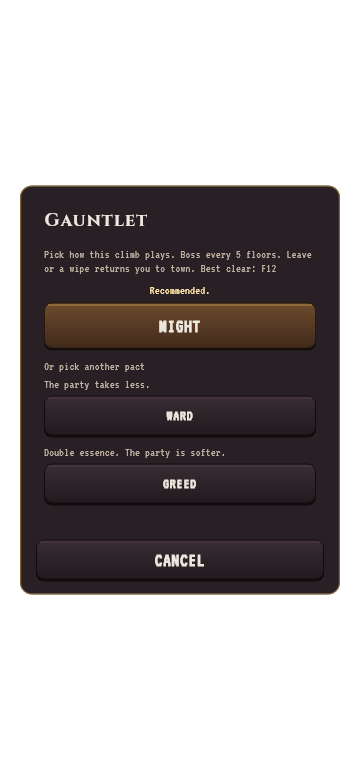 Gauntlet
Pick how this climb plays. Boss every 5 floors. Leave
or a wipe returns you to town. Best clear: F12
Recommended.
MIGHT
Or pick another pact
The party takes less.
WARD
Double essence. The party is softer.
GREED
CANCEL